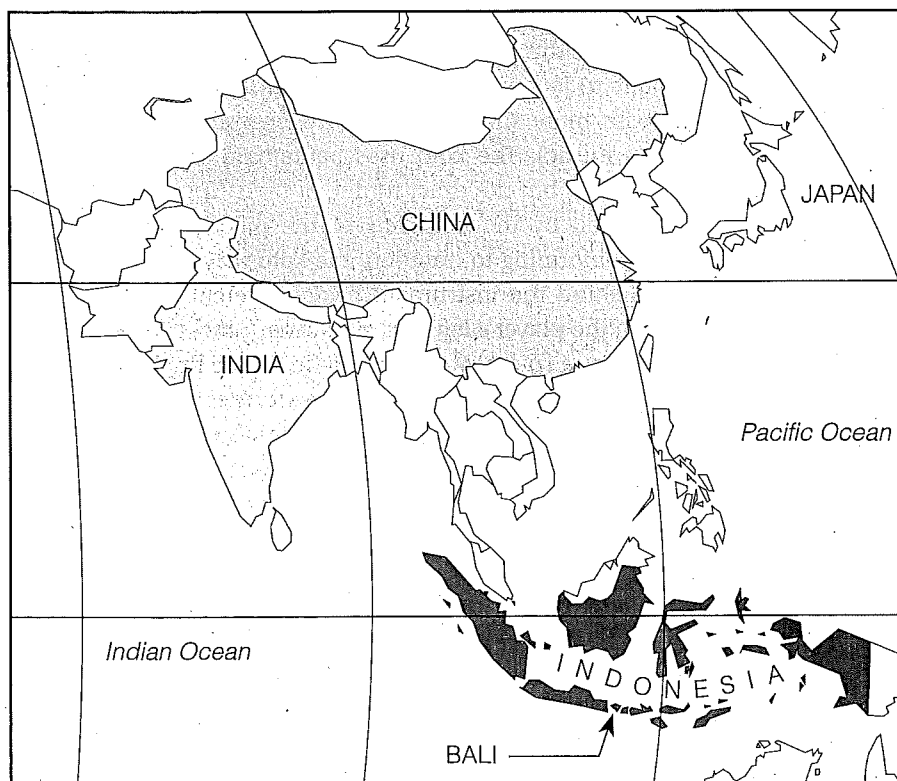 CHINA
JAPAN
INDIA
Pacific Ocean
Indian Ocean
INDONESIA
BALI